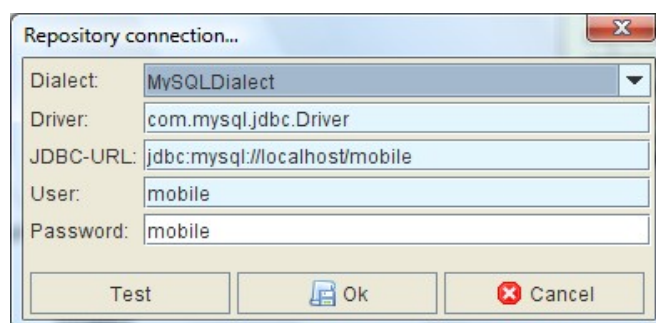 Repository connection...
Dialect: MySQLDialect
Driver: com.mysql.jdbc.Driver
JDBC-URL: jdbc:mysql://localhost/mobile
User: mobile
Password: mobile
Test Ok Cancel